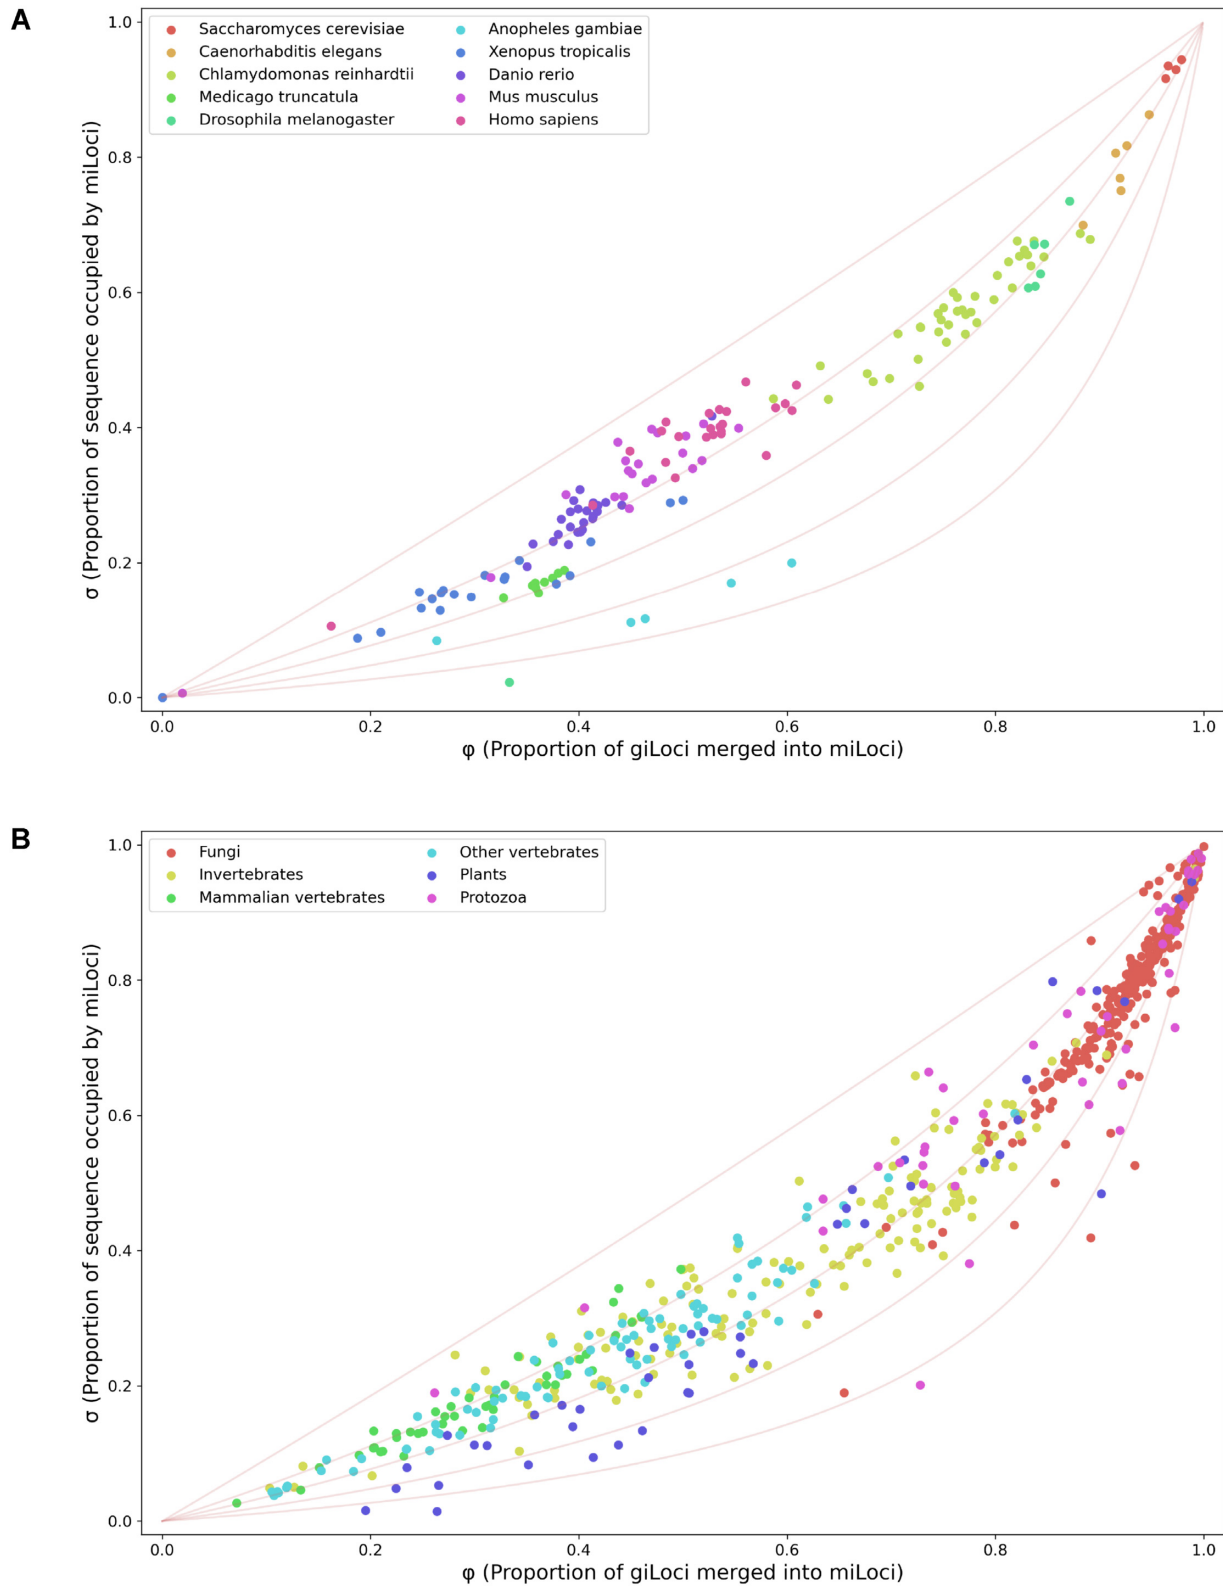 A
Saccharomyces cerevisiae
Caenorhabditis elegans
Chlamydomonas reinhardtii
Medicago truncatula
Drosophila melanogaster
Anopheles gambiae
Xenopus tropicalis
Danio rerio
Mus musculus
Homo sapiens
1.0
0.8
0.6
0.4
0.2
0.0
σ (Proportion of sequence occupied by miLoci)
0.0 0.2 0.4 0.6 0.8 1.0
φ (Proportion of giLoci merged into miLoci)
B
Fungi
Invertebrates
Mammalian vertebrates
Other vertebrates
Plants
Protozoa
1.0
0.8
0.6
0.4
0.2
0.0
σ (Proportion of sequence occupied by miLoci)
0.0 0.2 0.4 0.6 0.8 1.0
φ (Proportion of giLoci merged into miLoci)